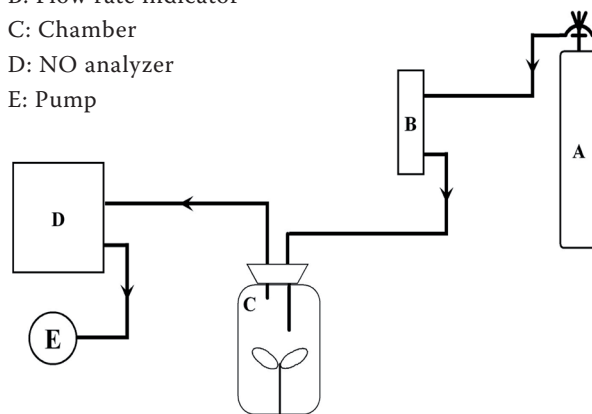 B: Flow rate indicator
C: Chamber
D: NO analyzer
E: Pump
B
A
D
C
E